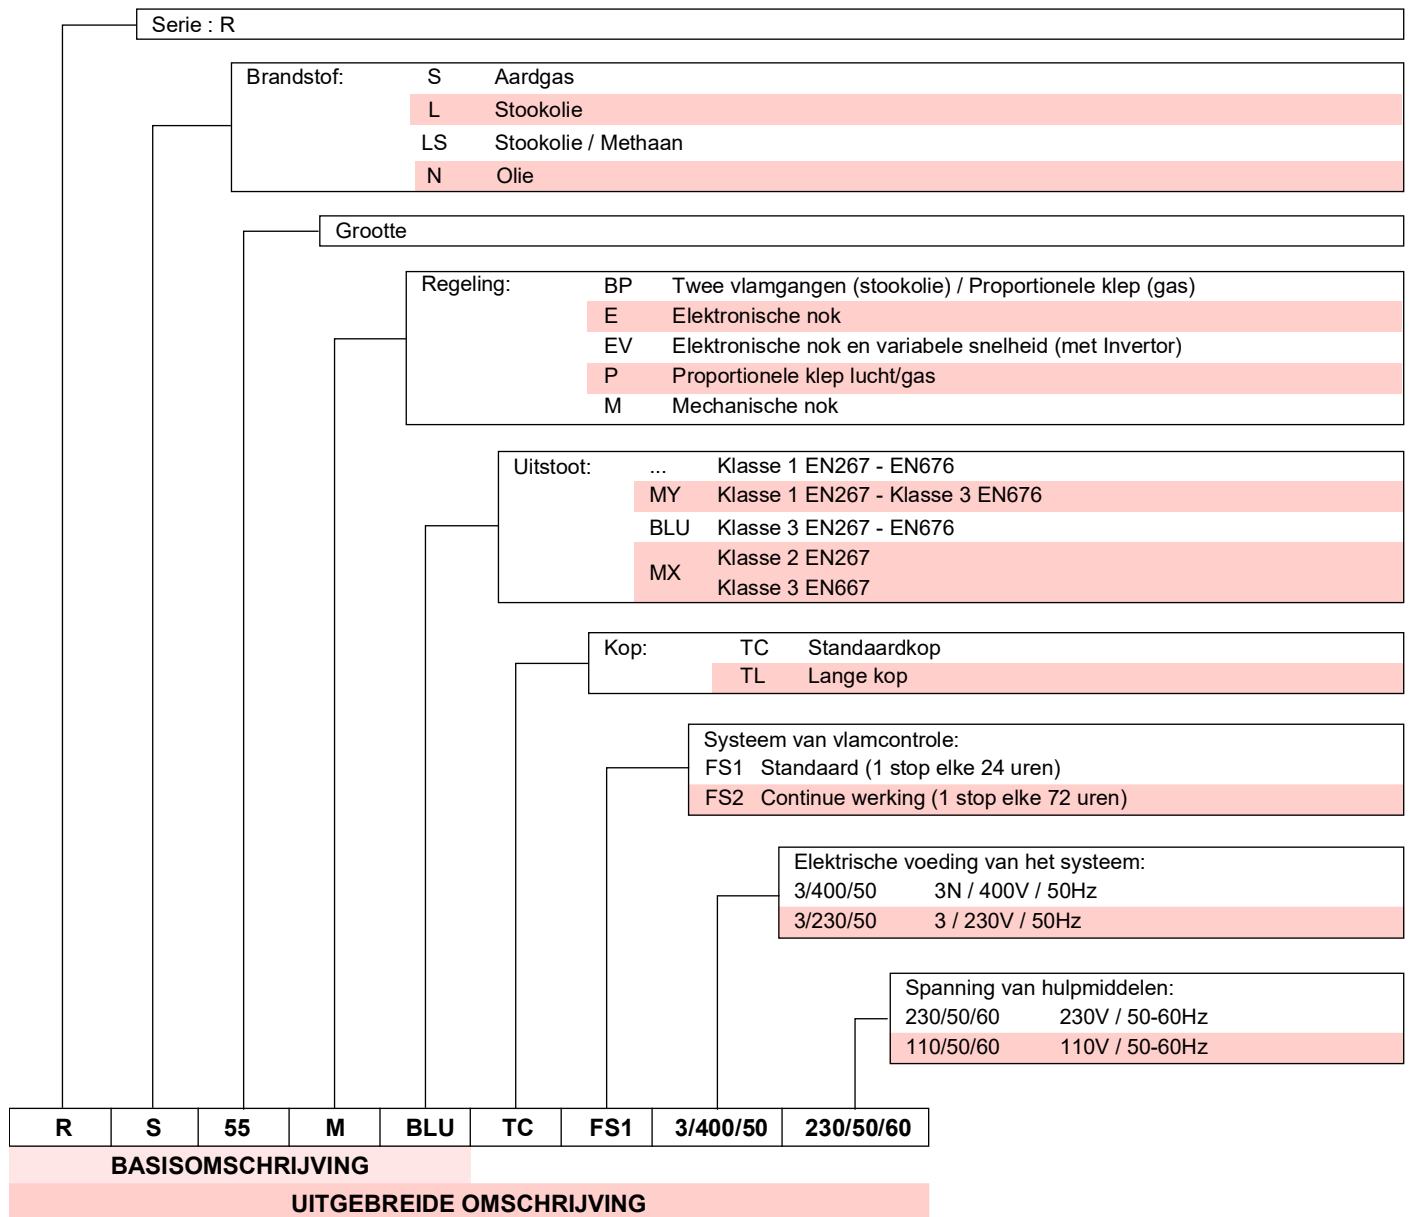 Serie : R
Brandstof: S Aardgas
L Stookolie
LS Stookolie / Methaan
N Olie
Grootte
Regeling: BP Twee vlamgangen (stookolie) / Proportionele klep (gas)
E Elektronische nok
EV Elektronische nok en variabele snelheid (met Invertor)
P Proportionele klep lucht/gas
M Mechanische nok
Uitstoot: ... Klasse 1 EN267 - EN676
MY Klasse 1 EN267 - Klasse 3 EN676
BLU Klasse 3 EN267 - EN676
MX Klasse 2 EN267
Klasse 3 EN667
Kop: TC Standaardkop
TL Lange kop
Systeem van vlamcontrole:
FS1 Standaard (1 stop elke 24 uren)
FS2 Continue werking (1 stop elke 72 uren)
Elektrische voeding van het systeem:
3/400/50 3N / 400V / 50Hz
3/230/50 3 / 230V / 50Hz
Spanning van hulpmiddelen:
230/50/60 230V / 50-60Hz
110/50/60 110V / 50-60Hz
R S 55 M BLU TC FS1 3/400/50 230/50/60
BASISOMSCHRIJVING
UITGEBREIDE OMSCHRIJVING